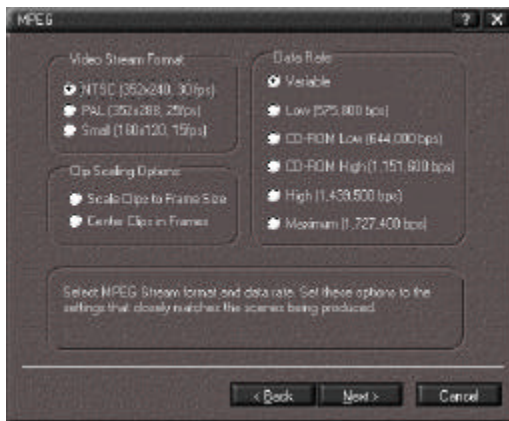 MPEG
Video Stream Format
NTSC (352x240, 30fps)
PAL (352x288, 25fps)
Small (160x120, 15fps)
Clip Scaling Options
Scale Clips to Frame Size
Center Clips in Frames
Data Rate
Variable
Low (575,800 bps)
CD-ROM Low (644,000 bps)
CD-ROM High (1,151,600 bps)
High (1,439,500 bps)
Maximum (1,727,400 bps)
Select MPEG Stream format and data rate. Set these options to the
settings that closely matches the scenes being produced.
< Back
Next >
Cancel